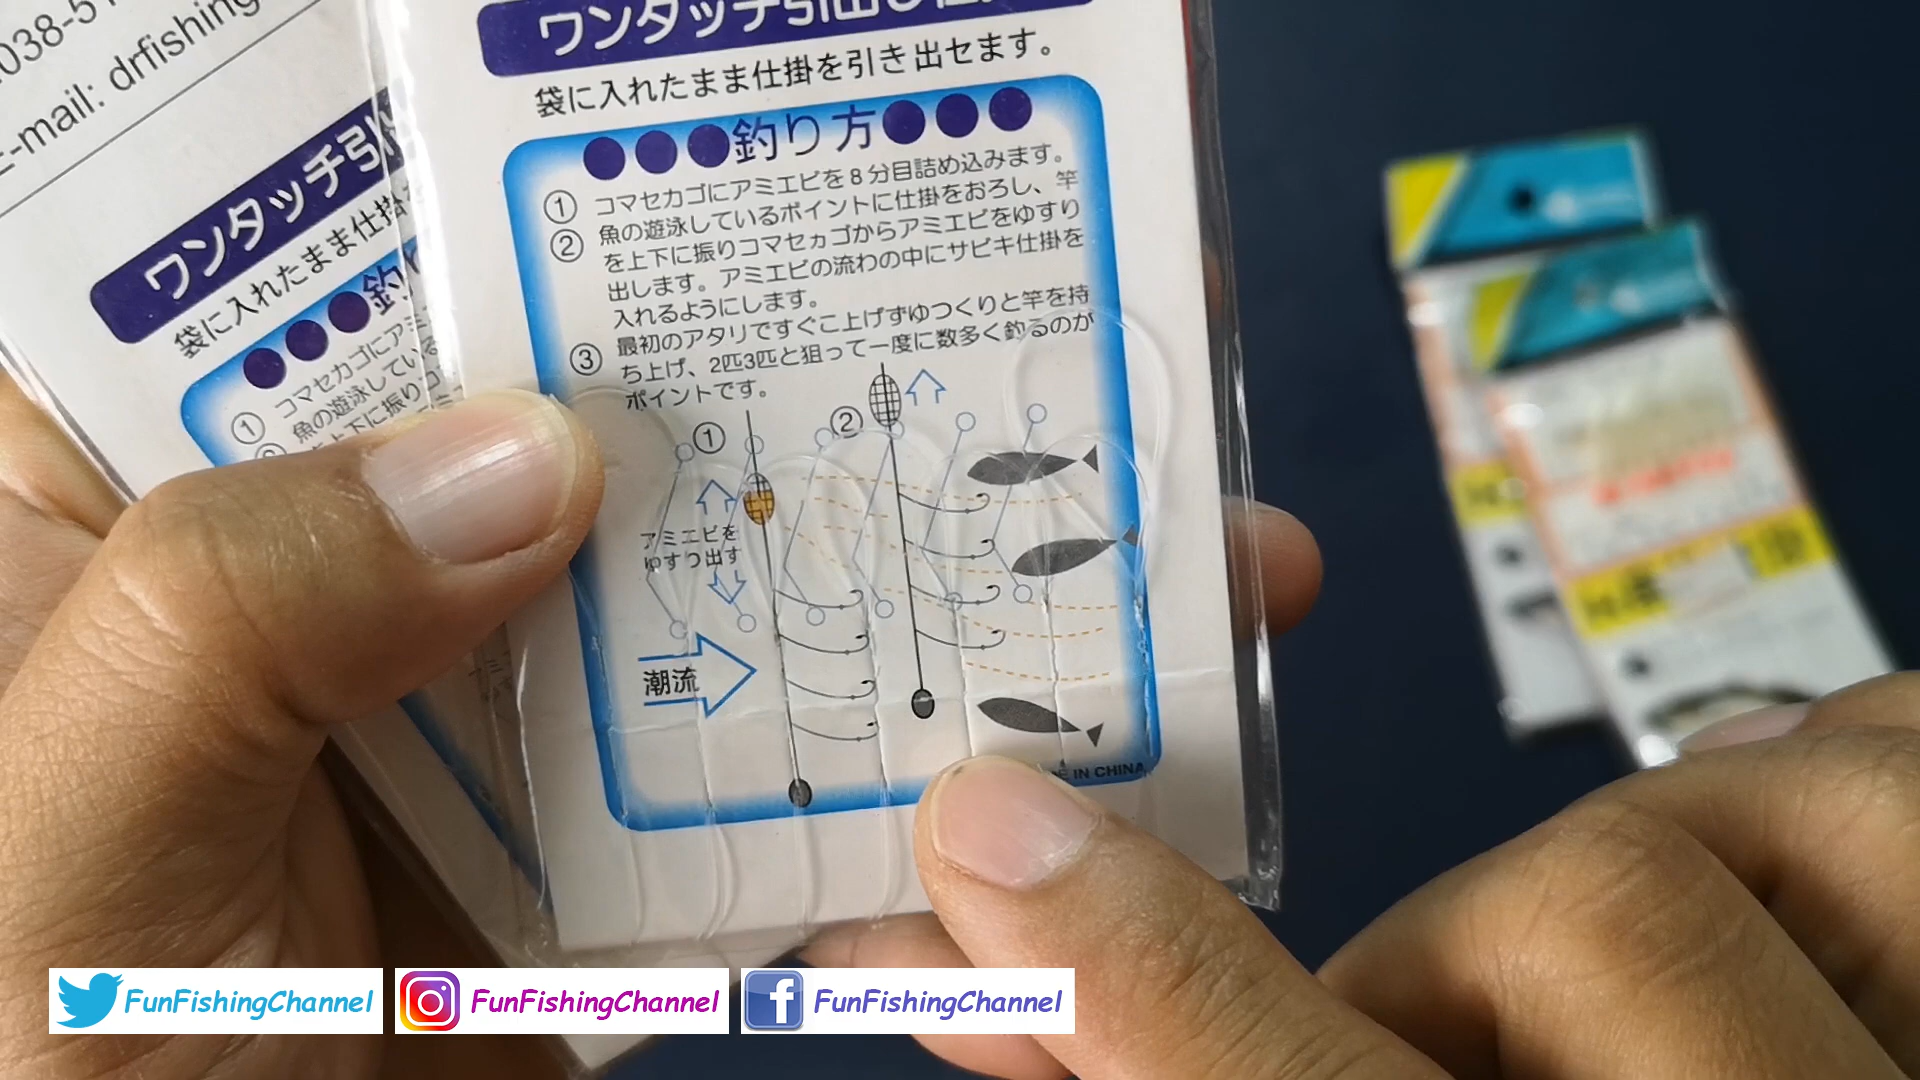 038-51
E-mail: drfishing
ワンタッチ引
袋に入れたまま仕掛
釣り
① コマセカゴにアミ
魚の遊泳している
ワンタッチ引出し仕掛
袋に入れたまま仕掛を引き出セます。
●●●釣り方●●●
① コマセカゴにアミエビを8分目詰め込みます。
② 魚の遊泳しているポイントに仕掛をおろし、竿
を上下に振りコマセヵゴからアミエビをゆすり
出します。アミエビの流わの中にサビキ仕掛を
入れるようにします。
③ 最初のアタリですぐこ上げずゆつくりと竿を持
ち上げ、2匹3匹と狙って一度に数多く釣るのが
ポイントです。
①
②
アミエビを
ゆすつ出す
潮流
IN CHINA
FunFishingChannel
FunFishingChannel
FunFishingChannel